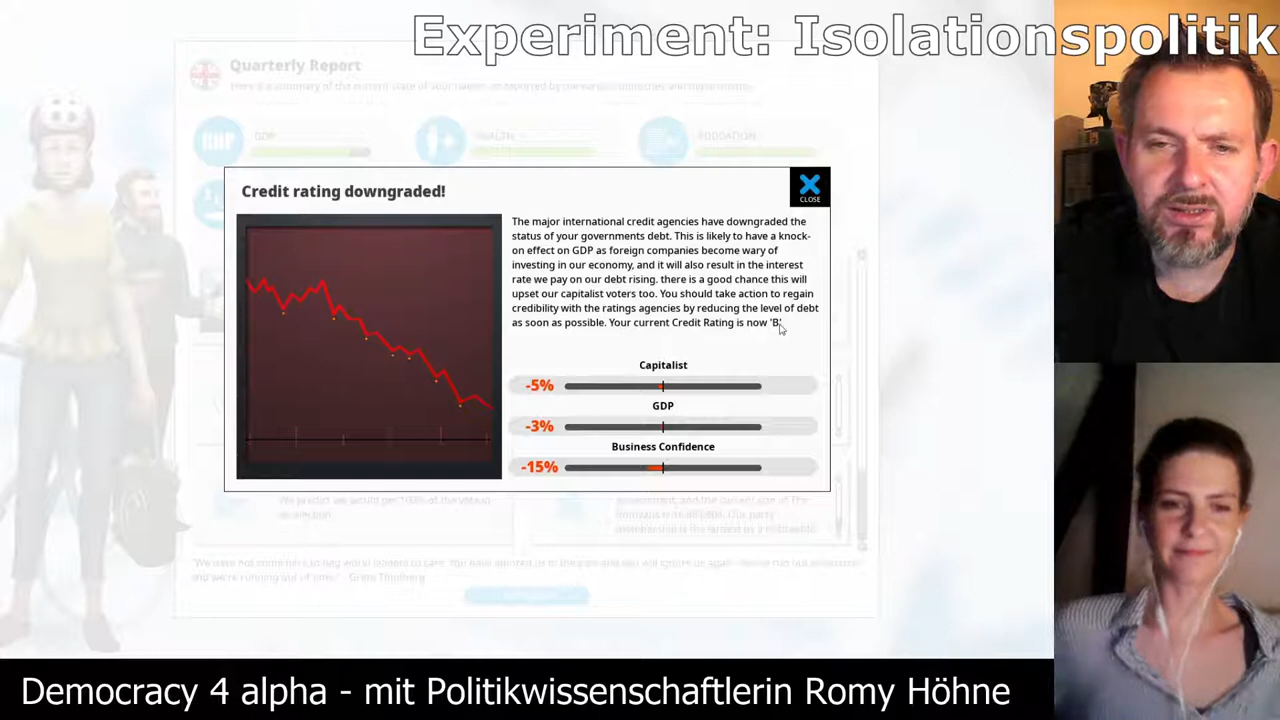 Experiment: Isolationspolitik
Quarterly Report
GDP
HEALTH
EDUCATION
Credit rating downgraded!
CLOSE
The major international credit agencies have downgraded the
status of your governments debt. This is likely to have a knock-
on effect on GDP as foreign companies become wary of
investing in our economy, and it will also result in the interest
rate we pay on our debt rising. there is a good chance this will
upset our capitalist voters too. You should take action to regain
credibility with the ratings agencies by reducing the level of debt
as soon as possible. Your current Credit Rating is now 'B'.
Capitalist
-5%
GDP
-3%
Business Confidence
-15%
Democracy 4 alpha - mit Politikwissenschaftlerin Romy Höhne